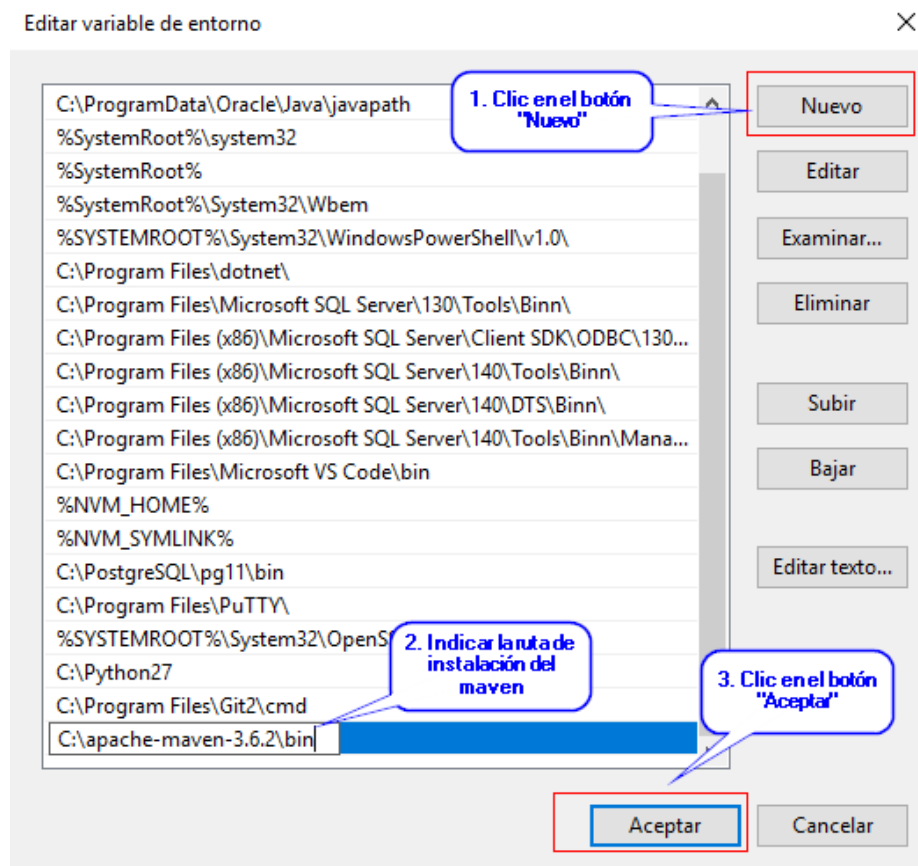 Editar variable de entorno
C:\ProgramData\Oracle\Java\javapath
%SystemRoot%\system32
%SystemRoot%
%SystemRoot%\System32\Wbem
%SYSTEMROOT%\System32\WindowsPowerShell\v1.0\
C:\Program Files\dotnet\
C:\Program Files\Microsoft SQL Server\130\Tools\Binn\
C:\Program Files (x86)\Microsoft SQL Server\Client SDK\ODBC\130...
C:\Program Files (x86)\Microsoft SQL Server\140\Tools\Binn\
C:\Program Files (x86)\Microsoft SQL Server\140\DTS\Binn\
C:\Program Files (x86)\Microsoft SQL Server\140\Tools\Binn\Mana...
C:\Program Files\Microsoft VS Code\bin
%NVM_HOME%
%NVM_SYMLINK%
C:\PostgreSQL\pg11\bin
C:\Program Files\PuTTY\
%SYSTEMROOT%\System32\OpenS
C:\Python27
C:\Program Files\Git2\cmd
C:\apache-maven-3.6.2\bin
1. Clic en el botón
"Nuevo"
2. Indicar la ruta de
instalación del
maven
3. Clic en el botón
"Aceptar"
Nuevo
Editar
Examinar...
Eliminar
Subir
Bajar
Editar texto...
Aceptar
Cancelar